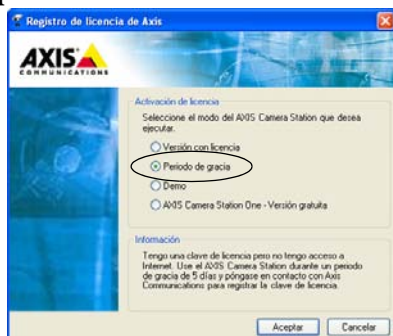 Registro de licencia de Axis
AXIS
COMMUNICATIONS
Activación de licencia
Seleccione el modo del AXIS Camera Station que desea
ejecutar.
Versión con licencia
Periodo de gracia
Demo
AXIS Camera Station One - Versión gratuita
Información
Tengo una clave de licencia pero no tengo acceso a
Internet. Use el AXIS Camera Station durante un periodo
de gracia de 5 días y póngase en contacto con Axis
Communications para registrar la clave de licencia.
Aceptar
Cancelar